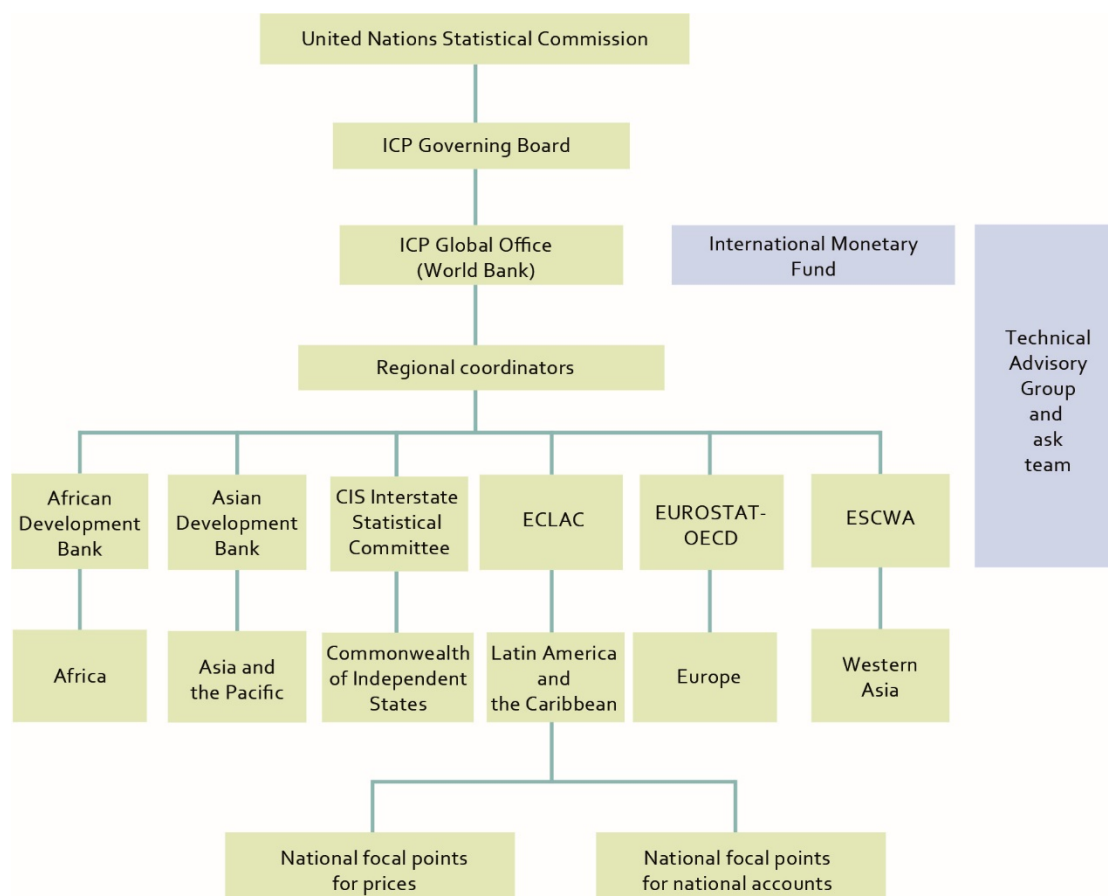 United Nations Statistical Commission
ICP Governing Board
ICP Global Office
(World Bank)
International Monetary
Fund
Technical
Advisory
Group
and
ask
team
Regional coordinators
African
Development
Bank
Asian
Development
Bank
CIS Interstate
Statistical
Committee
ECLAC
EUROSTAT-
OECD
ESCWA
Africa
Asia and
the Pacific
Commonwealth
of Independent
States
Latin America
and
the Caribbean
Europe
Western
Asia
National focal points
for prices
National focal points
for national accounts